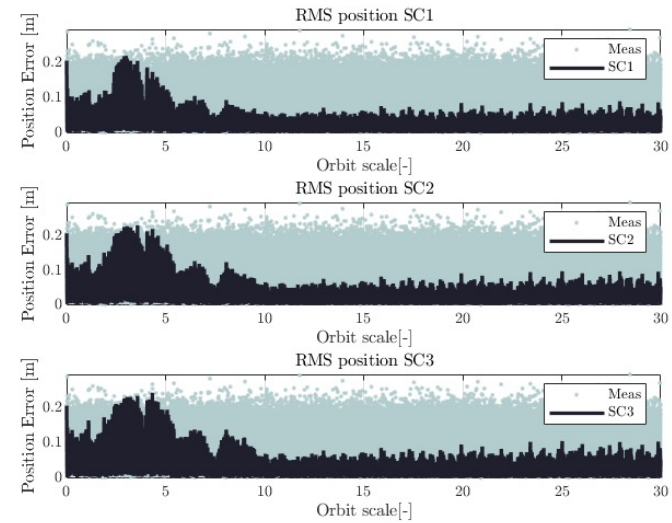 RMS position SC1
Position Error [m]
0.2
0.1
0
Meas
SC1
0 5 10 15 20 25 30
Orbit scale[-]
RMS position SC2
Position Error [m]
0.2
0.1
0
Meas
SC2
0 5 10 15 20 25 30
Orbit scale[-]
RMS position SC3
Position Error [m]
0.2
0.1
0
Meas
SC3
0 5 10 15 20 25 30
Orbit scale[-]